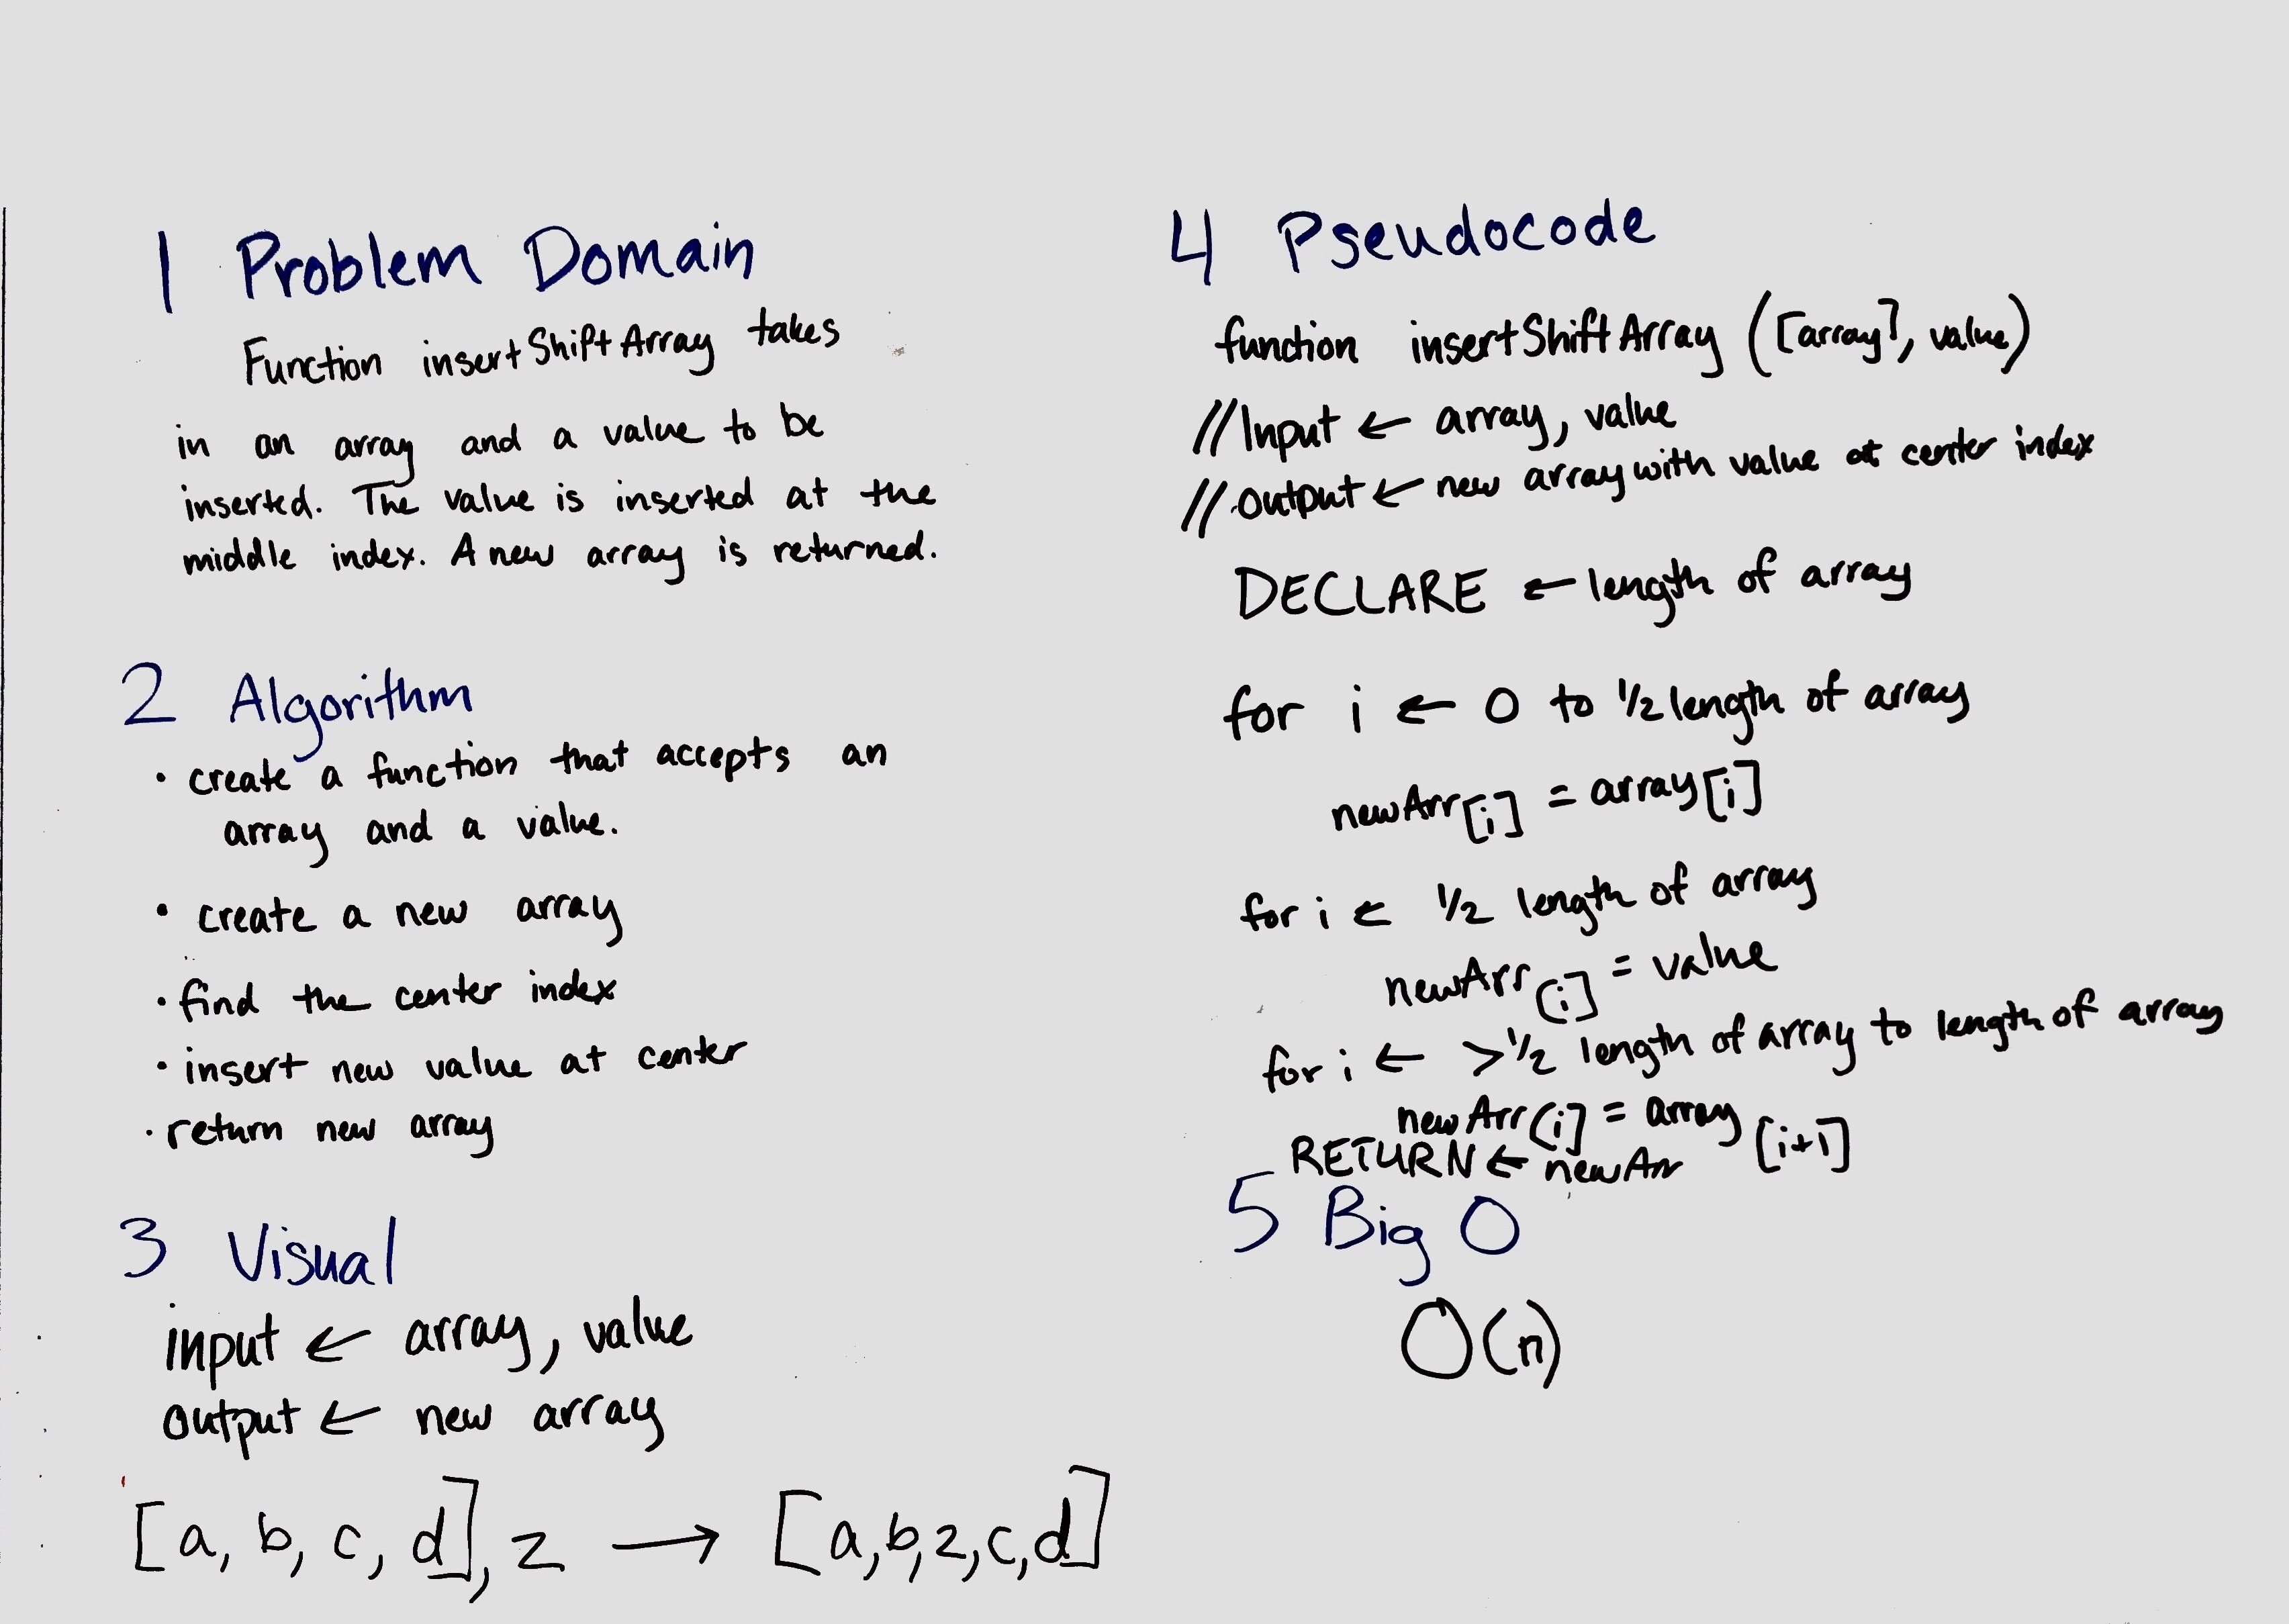 1 Problem Domain
Function insertShiftArray takes
in an array and a value to be
inserted. The value is inserted at the
middle index. A new array is returned.
2 Algorithm
• create a function that accepts an
array and a value.
• create a new array
• find the center index
• insert new value at center
• return new array
3 Visual
input ← array, value
output ← new array
[a, b, c, d], z → [a,b,z,c,d]
4 Pseudocode
function insertShiftArray ([array], value)
// Input ← array, value
// output ← new array with value at center index
DECLARE ← length of array
for i ← 0 to 1/2 length of array
newArr[i] = array[i]
for i ← 1/2 length of array
newArr[i] = value
for i ← > 1/2 length of array to length of array
newArr[i] = array[i+1]
RETURN ← newArr
5 Big O
O(n)